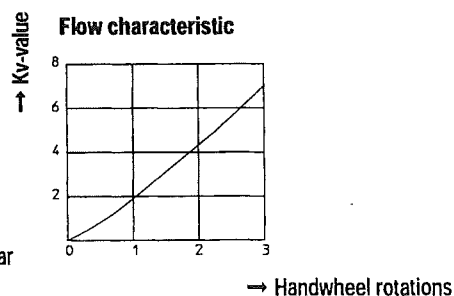 Flow characteristic
→ Kv-value
8
6
4
2
0 1 2 3
ar
→ Handwheel rotations